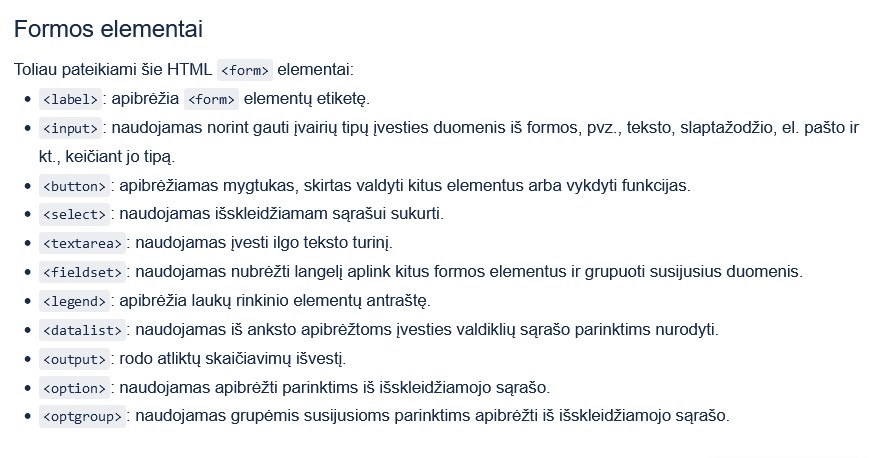 Formos elementai
Toliau pateikiami šie HTML <form> elementai:
• <label>: apibrėžia <form> elementų etiketę.
• <input>: naudojamas norint gauti įvairių tipų įvesties duomenis iš formos, pvz., teksto, slaptažodžio, el. pašto ir
kt., keičiant jo tipą.
• <button>: apibrėžiamas mygtukas, skirtas valdyti kitus elementus arba vykdyti funkcijas.
• <select>: naudojamas išskleidžiamam sąrašui sukurti.
• <textarea>: naudojamas įvesti ilgo teksto turinį.
• <fieldset>: naudojamas nubrėžti langelį aplink kitus formos elementus ir grupuoti susijusius duomenis.
• <legend>: apibrėžia laukų rinkinio elementų antraštę.
• <datalist>: naudojamas iš anksto apibrėžtoms įvesties valdiklių sąrašo parinktims nurodyti.
• <output>: rodo atliktų skaičiavimų išvestį.
• <option>: naudojamas apibrėžti parinktims iš išskleidžiamojo sąrašo.
• <optgroup>: naudojamas grupėmis susijusioms parinktims apibrėžti iš išskleidžiamojo sąrašo.